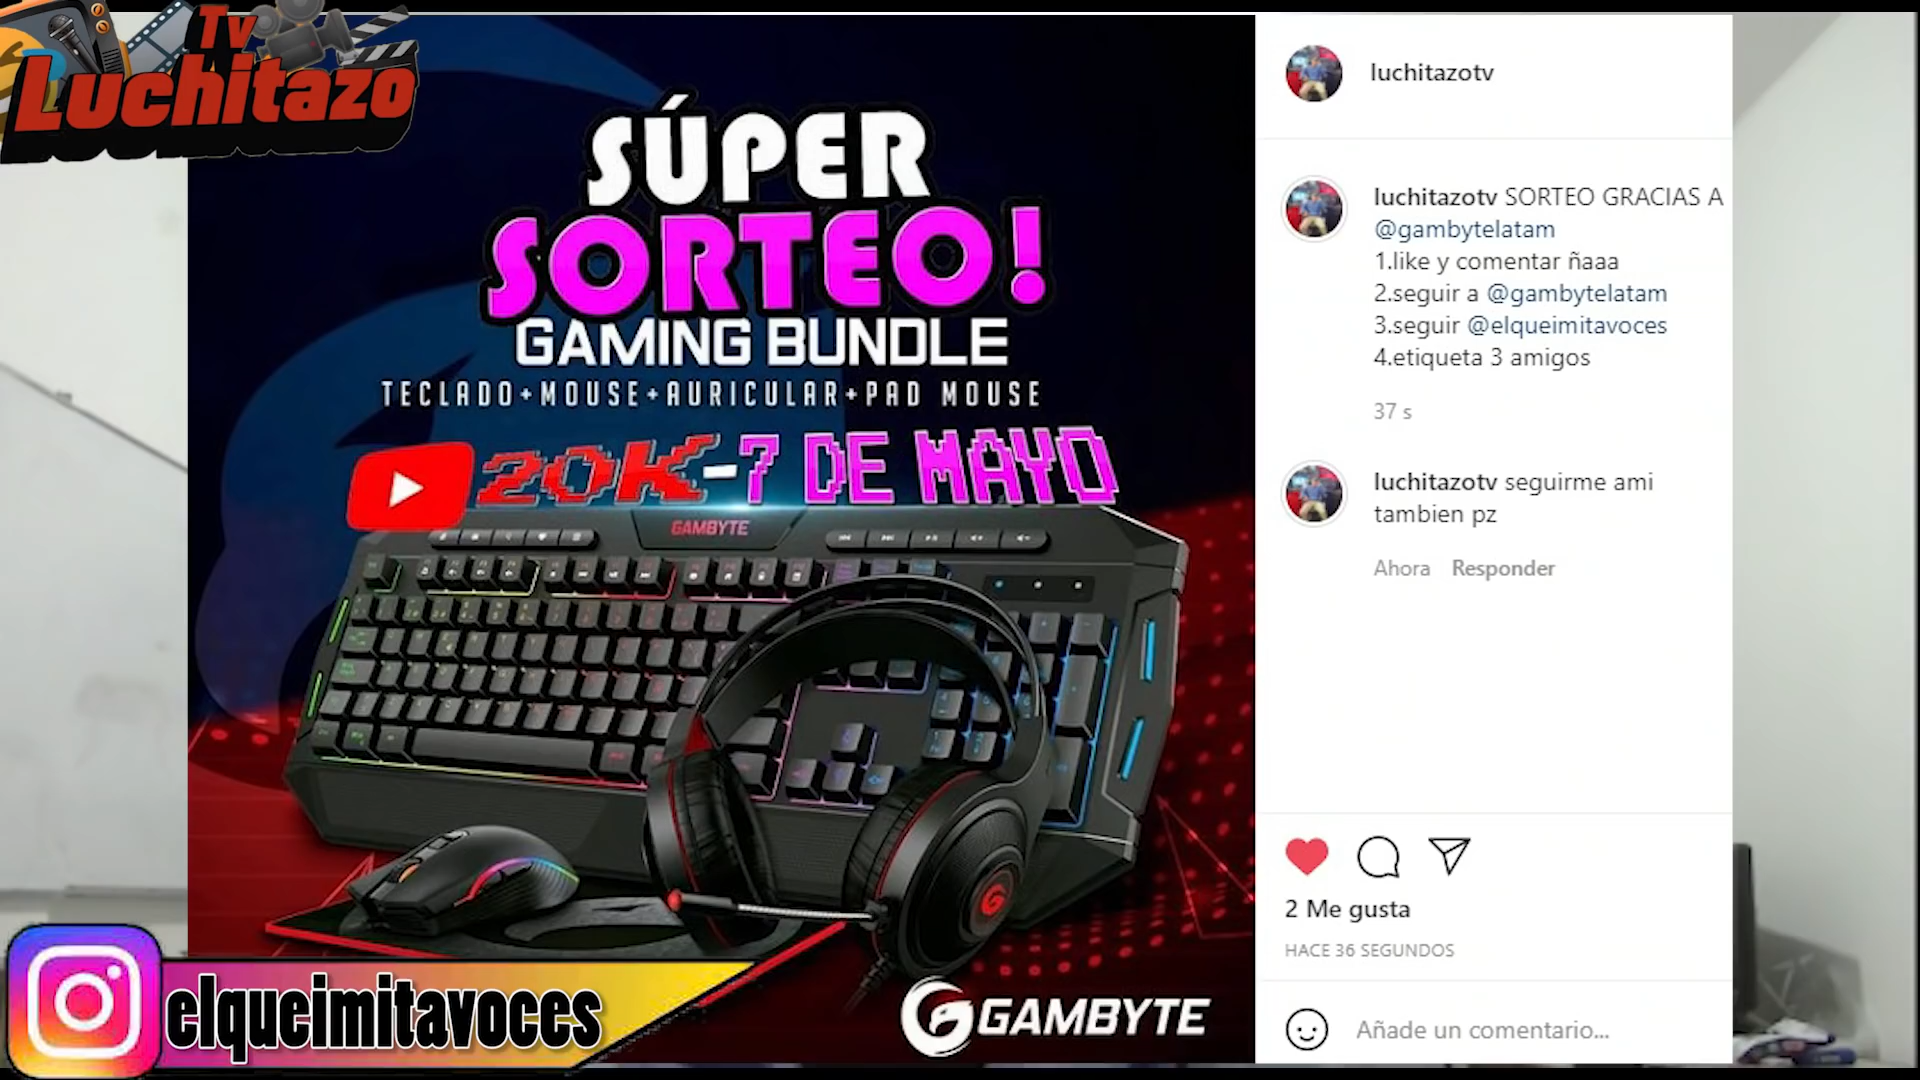 Tv
Luchitazo
SÚPER
SORTEO!
GAMING BUNDLE
TECLADO+MOUSE+AURICULAR+PAD MOUSE
20K-7 DE MAYO
GAMBYTE
GAMBYTE
elqueimitavoces
luchitazotv
luchitazotv SORTEO GRACIAS A
@gambytelatam
1.like y comentar ñaaa
2.seguir a @gambytelatam
3.seguir @elqueimitavoces
4.etiqueta 3 amigos
37 s
luchitazotv seguirme ami
tambien pz
Ahora Responder
2 Me gusta
HACE 36 SEGUNDOS
Añade un comentario...